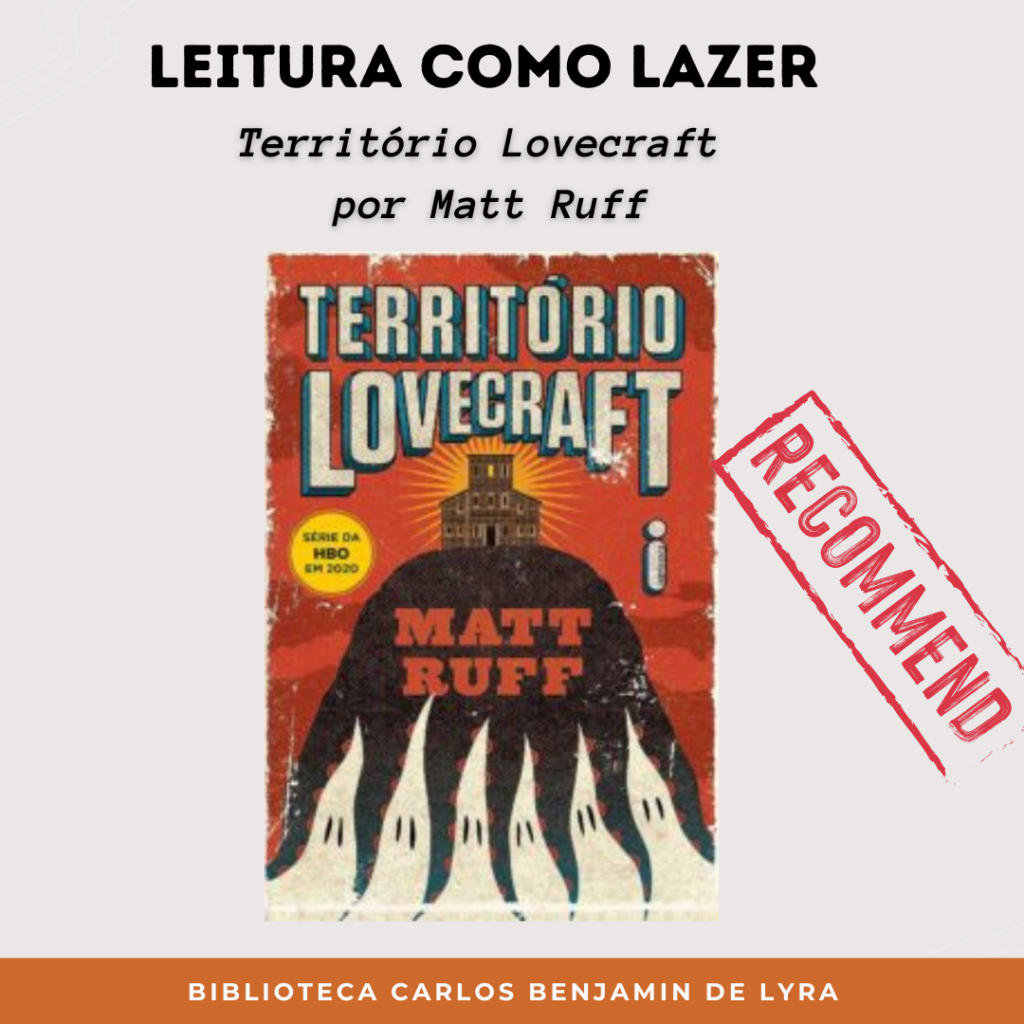 LEITURA COMO LAZER
Território Lovecraft
por Matt Ruff
TERRITÓRIO
LOVECRAFT
SÉRIE DA
HBO
EM 2020
i
MATT
RUFF
RECOMMEND
BIBLIOTECA CARLOS BENJAMIN DE LYRA